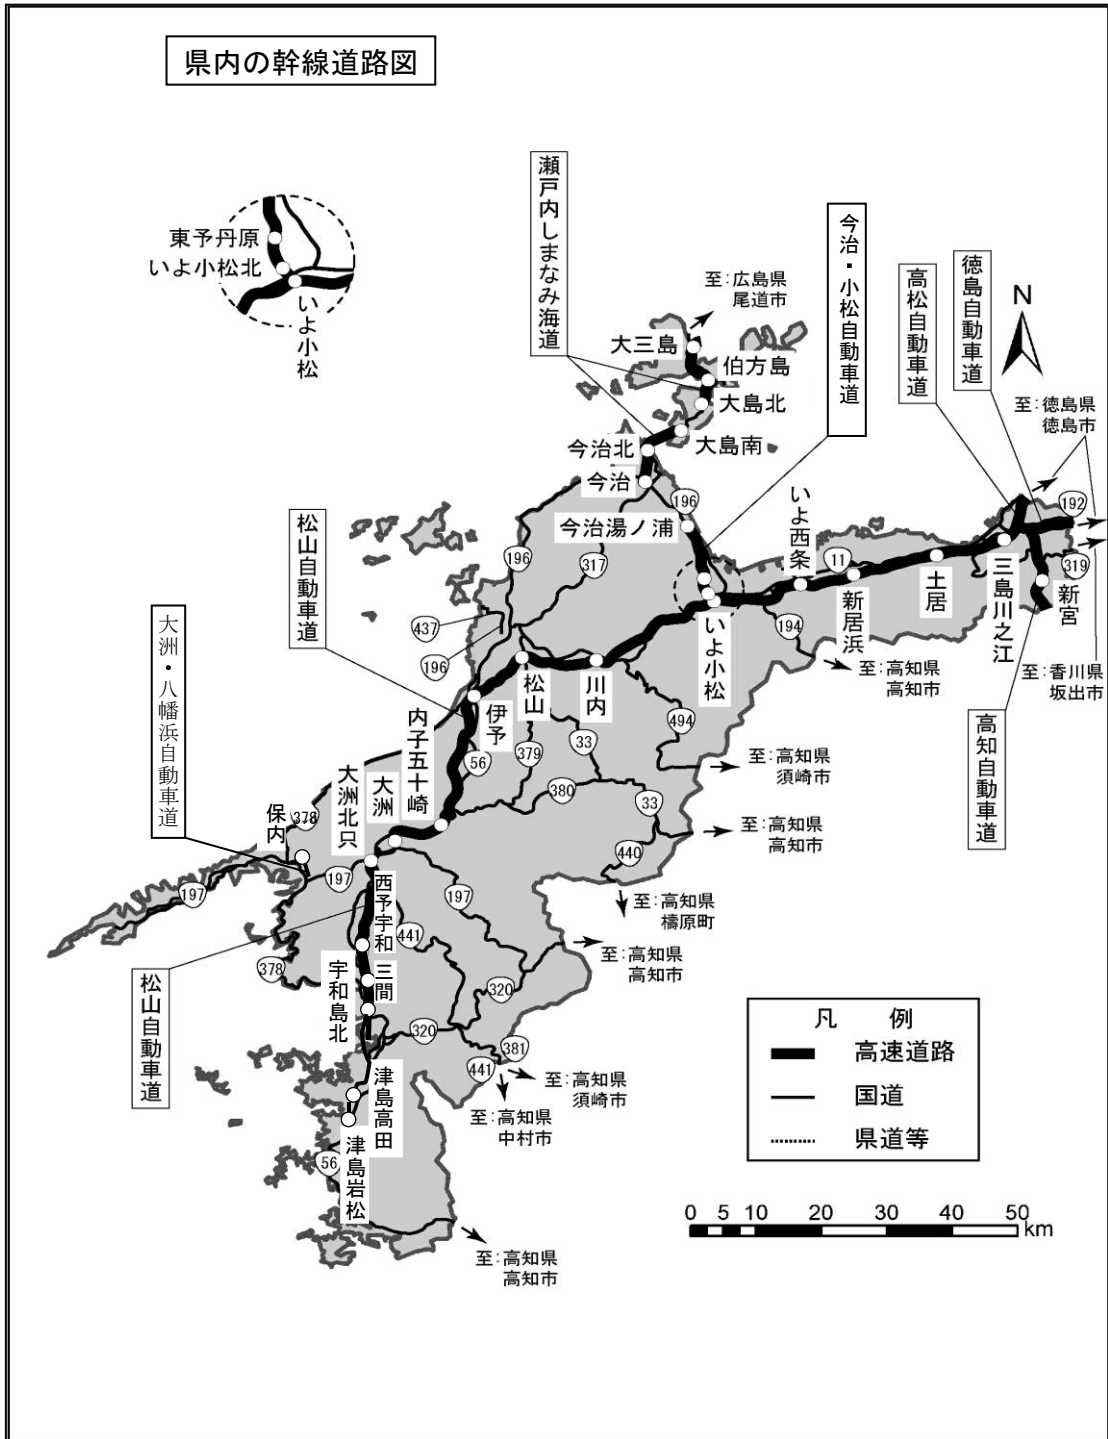 県内の幹線道路図
瀬戸内しまなみ海道
今治・小松自動車道
高松自動車道
徳島自動車道
東予丹原
いよ小松北
いよ小松
至:広島県
尾道市
N
大三島
伯方島
大島北
大島南
今治北
今治
今治湯ノ浦
至:徳島県
徳島市
196
192
松山自動車道
196
317
いよ西条
11
新居浜
土居
三島川之江
319
新宮
大洲・八幡浜自動車道
437
196
いよ小松
194
至:高知県
高知市
至:香川県
坂出市
高知自動車道
松山
川内
伊予
内子五十崎
大洲
大洲北只
56
379
33
494
至:高知県
須崎市
380
33
至:高知県
高知市
440
至:高知県
檮原町
保内
378
197
197
西予宇和
441
197
至:高知県
高知市
378
三間
宇和島北
320
320
381
441
至:高知県
須崎市
至:高知県
中村市
松山自動車道
津島高田
津島岩松
56
至:高知県
高知市
凡 例
高速道路
国道
県道等
0 5 10 20 30 40 50
km